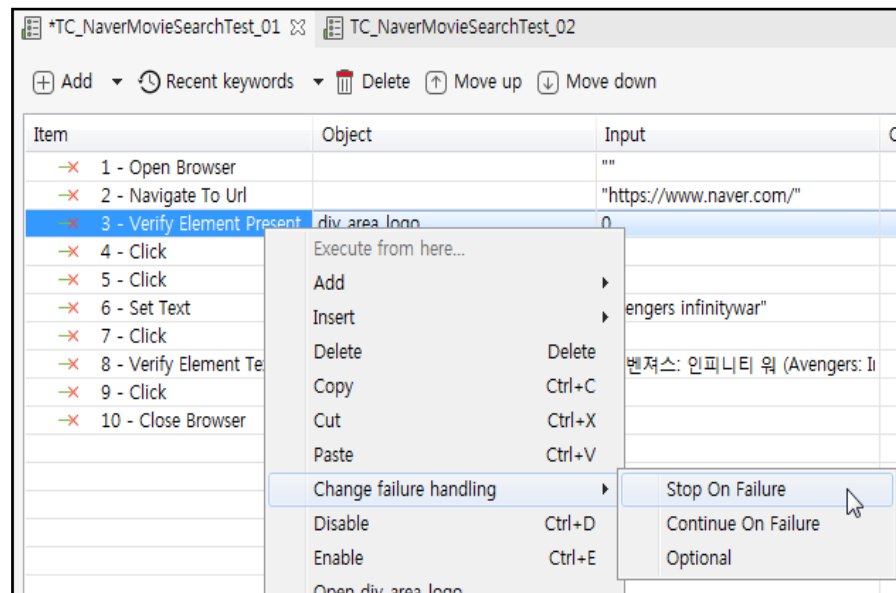 *TC_NaverMovieSearchTest_01 TC_NaverMovieSearchTest_02
Add Recent keywords Delete Move up Move down
Item Object Input
1 - Open Browser ""
2 - Navigate To Url "https://www.naver.com/"
3 - Verify Element Present div_area_logo 0
4 - Click
5 - Click
6 - Set Text engers infinitywar"
7 - Click
8 - Verify Element Te 벤져스: 인피니티 워 (Avengers: I
9 - Click
10 - Close Browser
Execute from here...
Add
Insert
Delete Delete
Copy Ctrl+C
Cut Ctrl+X
Paste Ctrl+V
Change failure handling
Disable Ctrl+D
Enable Ctrl+E
Open div_area_logo
Stop On Failure
Continue On Failure
Optional